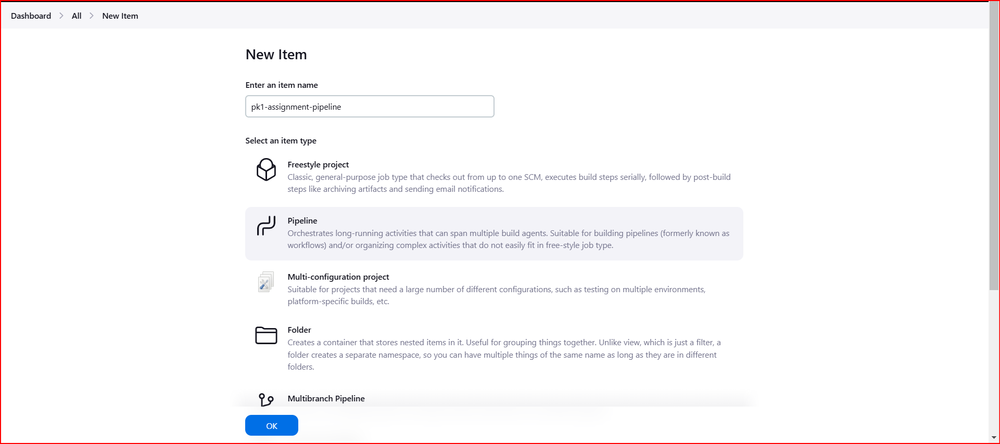 Dashboard > All > New Item
New Item
Enter an item name
pk1-assignment-pipeline
Select an item type
Freestyle project
Classic, general-purpose job type that checks out from up to one SCM, executes build steps serially, followed by post-build
steps like archiving artifacts and sending email notifications.
Pipeline
Orchestrates long-running activities that can span multiple build agents. Suitable for building pipelines (formerly known as
workflows) and/or organizing complex activities that do not easily fit in free-style job type.
Multi-configuration project
Suitable for projects that need a large number of different configurations, such as testing on multiple environments,
platform-specific builds, etc.
Folder
Creates a container that stores nested items in it. Useful for grouping things together. Unlike view, which is just a filter, a
folder creates a separate namespace, so you can have multiple things of the same name as long as they are in different
folders.
Multibranch Pipeline
OK